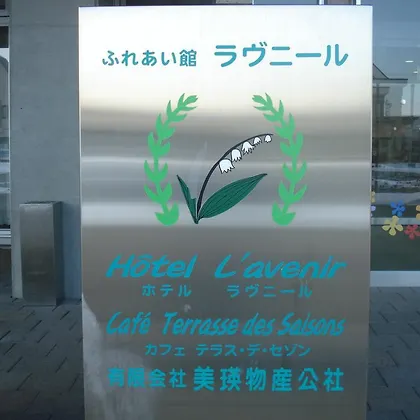 ふれあい館 ラヴニール
Hôtel L'avenir
ホテル ラヴニール
Café Terrasse des Saisons
カフェ テラス・デ・セゾン
有限会社 美瑛物産公社